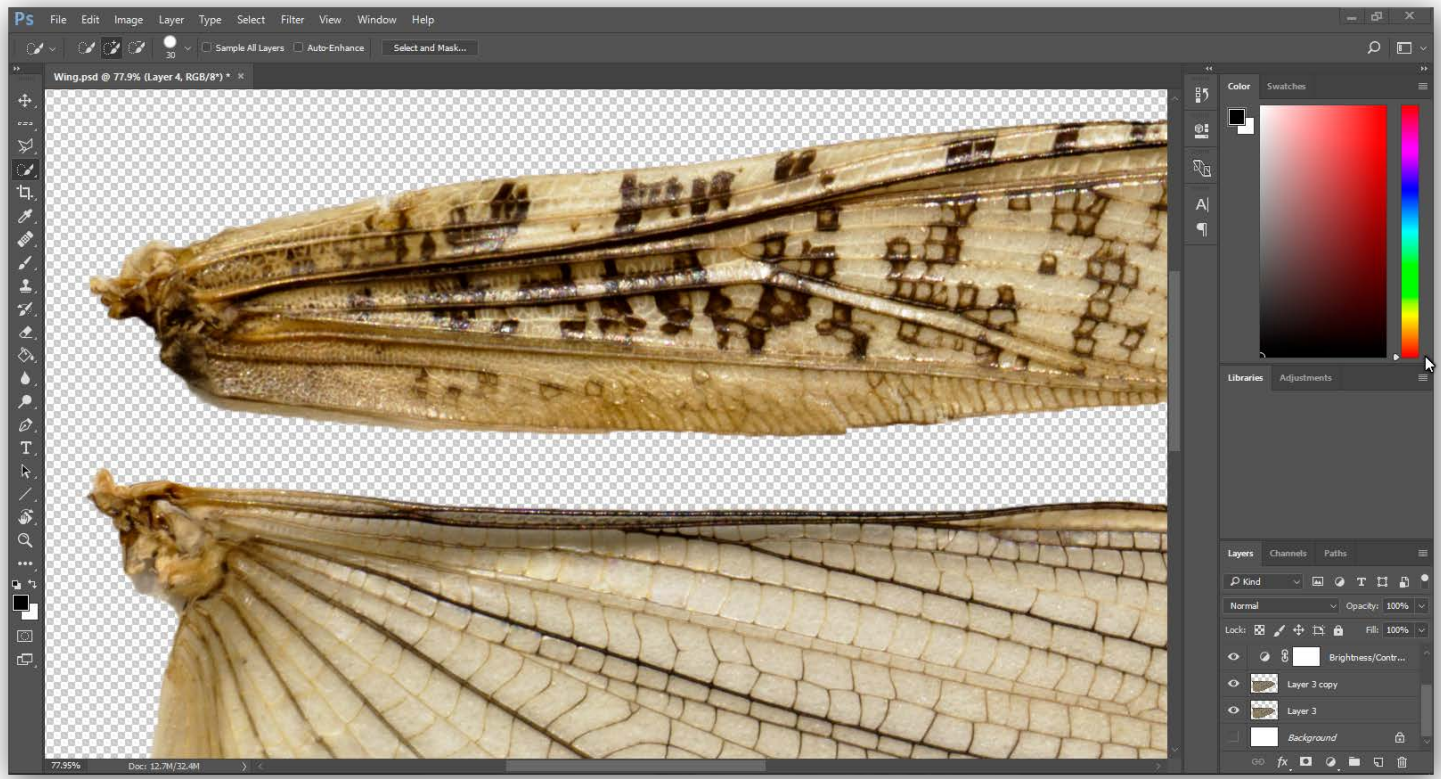 Ps File Edit Image Layer Type Select Filter View Window Help
30 Sample All Layers Auto-Enhance Select and Mask...
Wing.psd @ 77.9% (Layer 4, RGB/8*) * ×
Color Swatches
A
T
Libraries Adjustments
Layers Channels Paths
Kind T
Normal Opacity: 100%
Lock: Fill: 100%
Brightness/Contr...
Layer 3 copy
Layer 3
Background
fx
77.95% Doc: 12.7M/32.4M